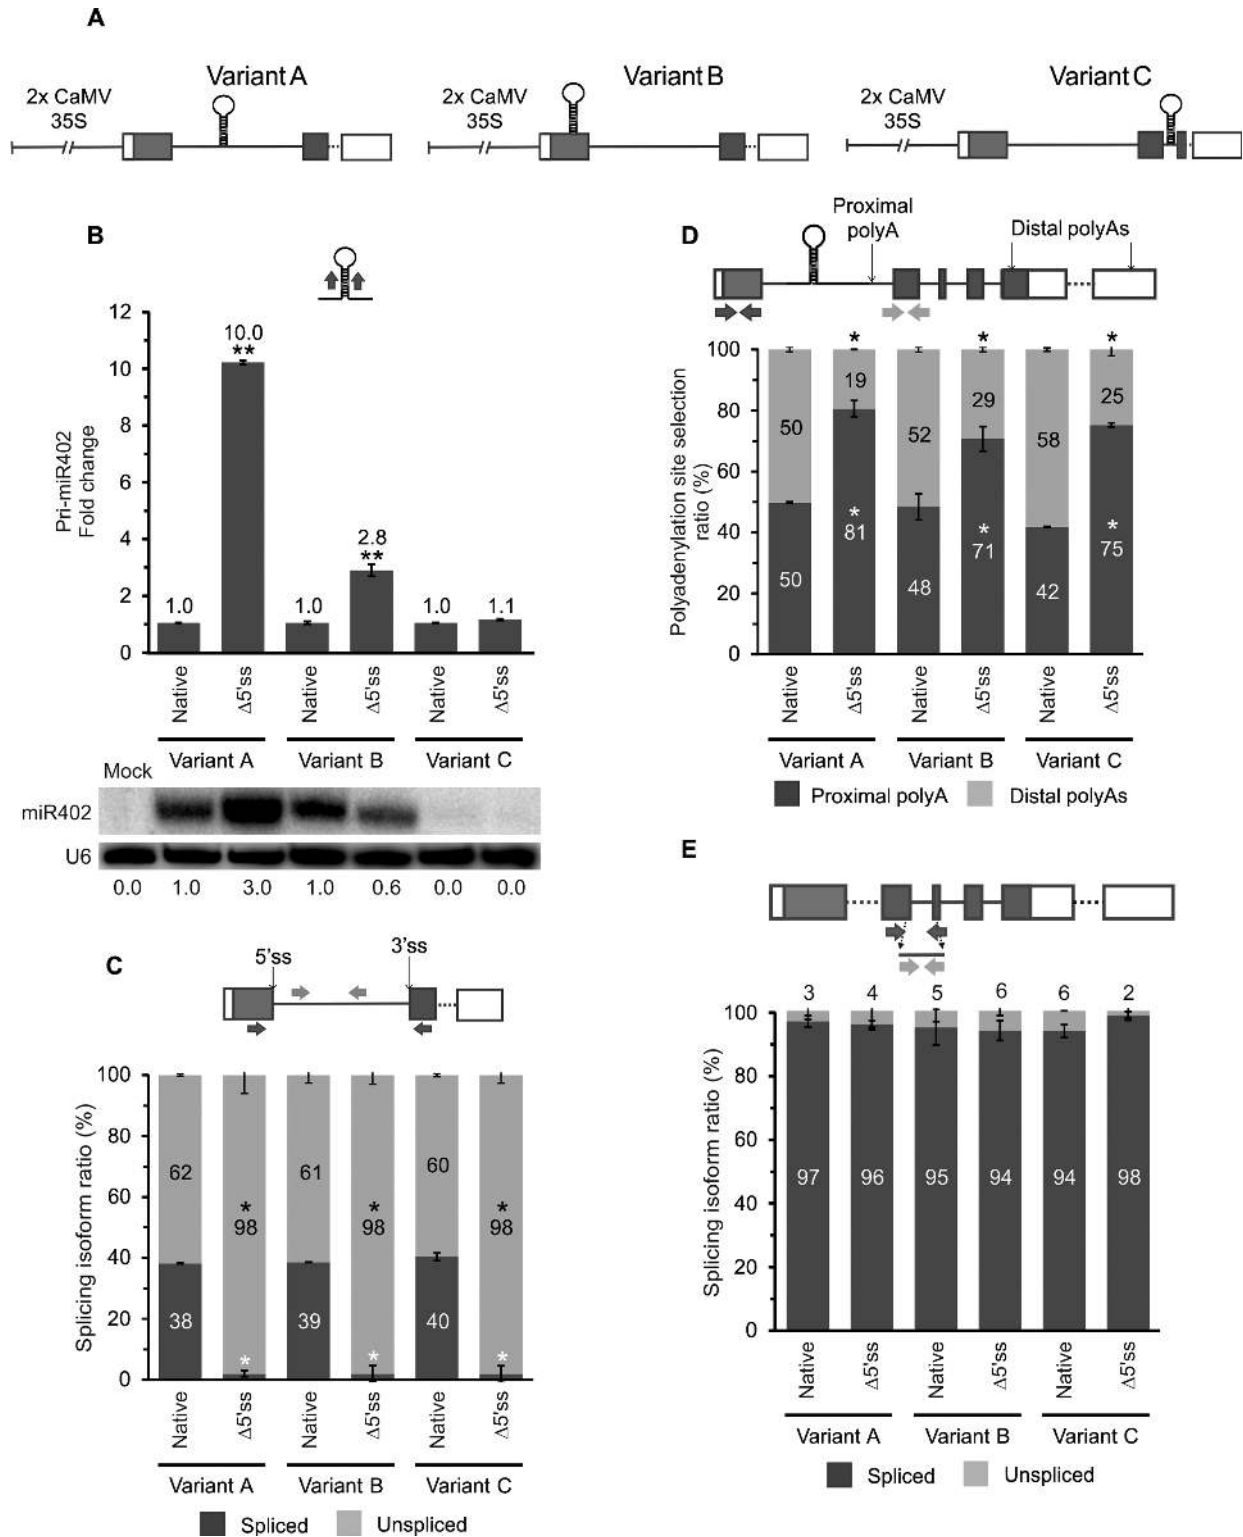 A
Variant A
Variant B
Variant C
2x CaMV
35S
2x CaMV
35S
2x CaMV
35S
B
Pri-miR402
Fold change
12
10
8
6
4
2
0
1.0
10.0
**
1.0
2.8
**
1.0
1.1
Native
Δ5'ss
Native
Δ5'ss
Native
Δ5'ss
Variant A
Variant B
Variant C
Mock
miR402
U6
0.0 1.0 3.0 1.0 0.6 0.0 0.0
C
5'ss
3'ss
Splicing isoform ratio (%)
100
80
60
40
20
0
62
38
*
98
*
61
39
*
98
*
60
40
*
98
*
Native
Δ5'ss
Native
Δ5'ss
Native
Δ5'ss
Variant A
Variant B
Variant C
Spliced
Unspliced
D
Proximal
polyA
Distal polyAs
Polyadenylation site selection
ratio (%)
100
80
60
40
20
0
50
50
*
19
*
81
52
48
*
29
*
71
58
42
*
25
*
75
Native
Δ5'ss
Native
Δ5'ss
Native
Δ5'ss
Variant A
Variant B
Variant C
Proximal polyA
Distal polyAs
E
Splicing isoform ratio (%)
100
80
60
40
20
0
3 4 5 6 6 2
97 96 95 94 94 98
Native
Δ5'ss
Native
Δ5'ss
Native
Δ5'ss
Variant A
Variant B
Variant C
Spliced
Unspliced